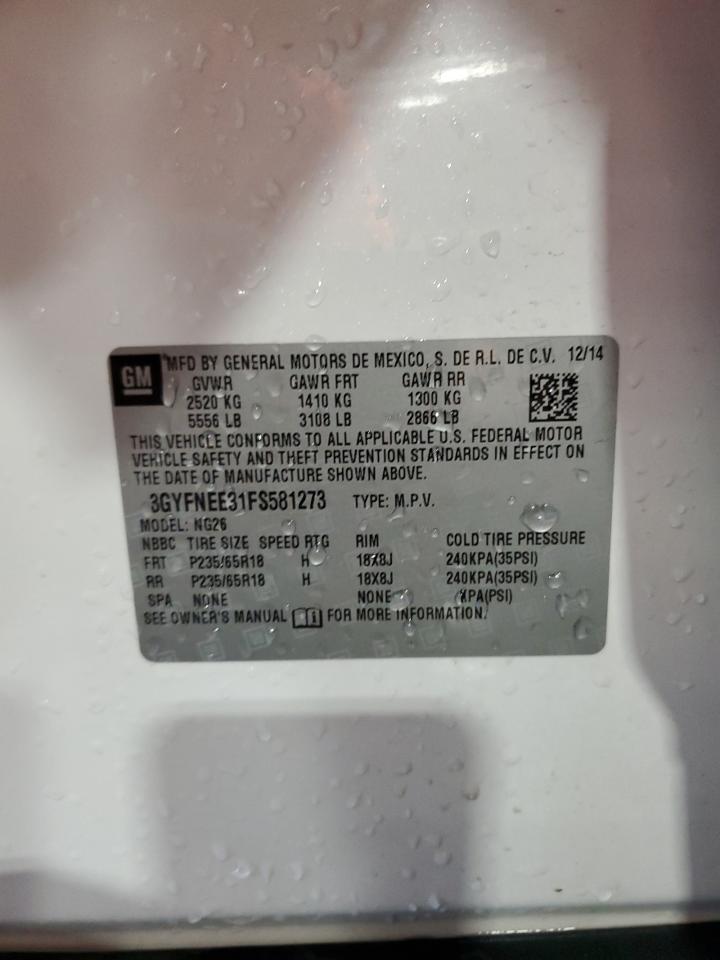 GM
MFD BY GENERAL MOTORS DE MEXICO, S. DE R.L. DE C.V. 12/14
GVWR GAWR FRT GAWR RR
2520 KG 1410 KG 1300 KG
5556 LB 3108 LB 2866 LB
THIS VEHICLE CONFORMS TO ALL APPLICABLE U.S. FEDERAL MOTOR
VEHICLE SAFETY AND THEFT PREVENTION STANDARDS IN EFFECT ON
THE DATE OF MANUFACTURE SHOWN ABOVE.
3GYFNEE31FS581273 TYPE: M.P.V.
MODEL: NG26
NBBC TIRE SIZE SPEED RTG RIM COLD TIRE PRESSURE
FRT P235/65R18 H 18X8J 240KPA(35PSI)
RR P235/65R18 H 18X8J 240KPA(35PSI)
SPA NONE NONE KPA(PSI)
SEE OWNER'S MANUAL FOR MORE INFORMATION.